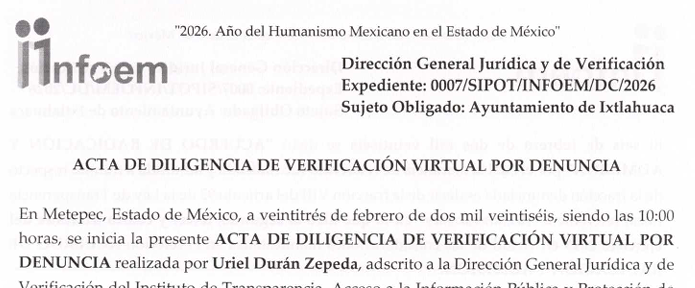 "2026. Año del Humanismo Mexicano en el Estado de México"
infoem
Dirección General Jurídica y de Verificación
Expediente: 0007/SIPOT/INFOEM/DC/2026
Sujeto Obligado: Ayuntamiento de Ixtlahuaca
ACTA DE DILIGENCIA DE VERIFICACIÓN VIRTUAL POR DENUNCIA
En Metepec, Estado de México, a veintitrés de febrero de dos mil veintiséis, siendo las 10:00
horas, se inicia la presente ACTA DE DILIGENCIA DE VERIFICACIÓN VIRTUAL POR
DENUNCIA realizada por Uriel Durán Zepeda, adscrito a la Dirección General Jurídica y de
Verificación del Instituto de Transparencia, Acceso a la Información Pública y Protección de